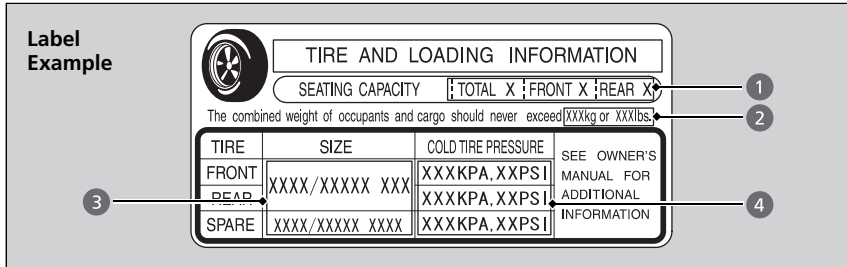 Label
Example
TIRE AND LOADING INFORMATION
SEATING CAPACITY TOTAL X FRONT X REAR X
1
The combined weight of occupants and cargo should never exceed XXXkg or XXXlbs.
2
TIRE SIZE COLD TIRE PRESSURE
SEE OWNER'S
MANUAL FOR
ADDITIONAL
INFORMATION
FRONT XXXX/XXXXX XXX XXXKPA,XXPSI
REAR XXXKPA,XXPSI
SPARE XXXX/XXXXX XXXX XXXKPA,XXPSI
3
4